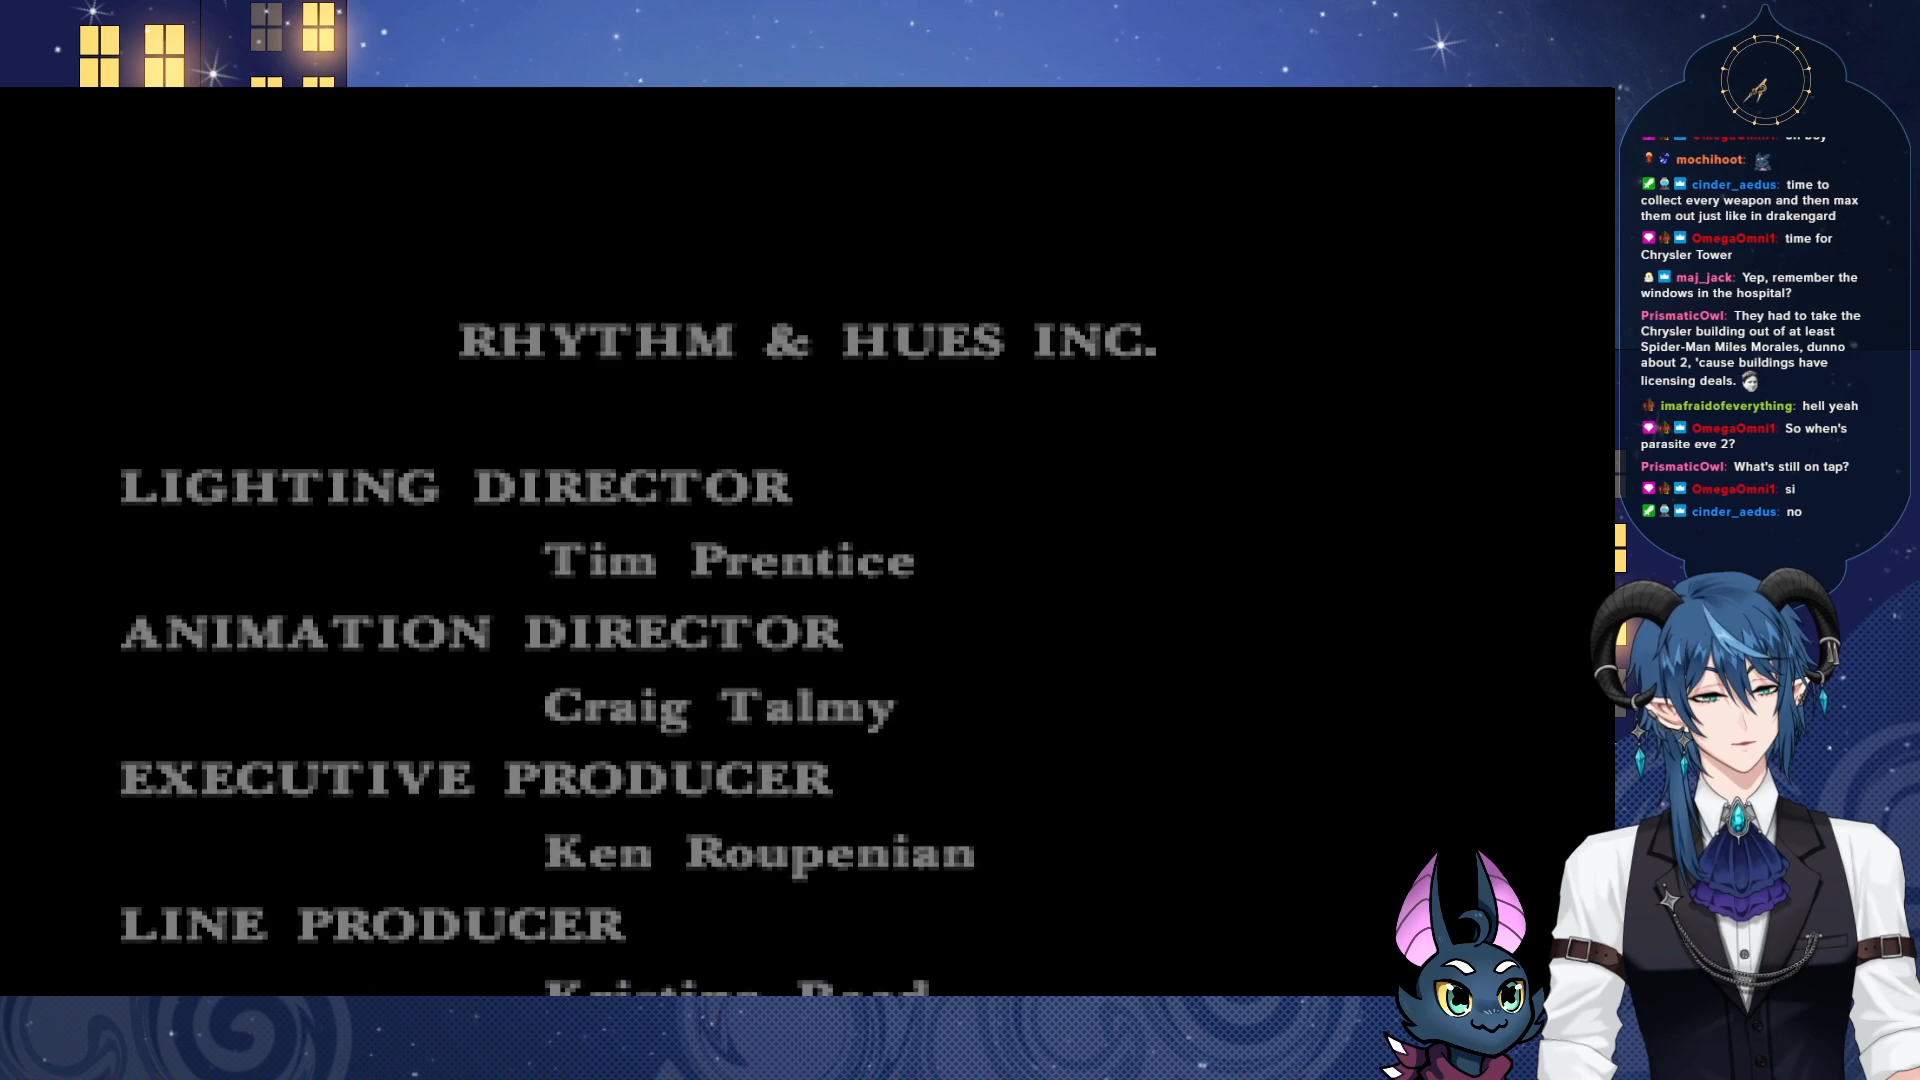 RHYTHM & HUES INC.
LIGHTING DIRECTOR
Tim Prentice
ANIMATION DIRECTOR
Craig Talmy
EXECUTIVE PRODUCER
Ken Roupenian
LINE PRODUCER
mochihoot:
cinder_aedus: time to
collect every weapon and then max
them out just like in drakengard
OmegaOmni1: time for
Chrysler Tower
maj_jack: Yep, remember the
windows in the hospital?
PrismaticOwl: They had to take the
Chrysler building out of at least
Spider-Man Miles Morales, dunno
about 2, 'cause buildings have
licensing deals.
imafraidofeverything: hell yeah
OmegaOmni1: So when's
parasite eve 2?
PrismaticOwl: What's still on tap?
OmegaOmni1: si
cinder_aedus: no